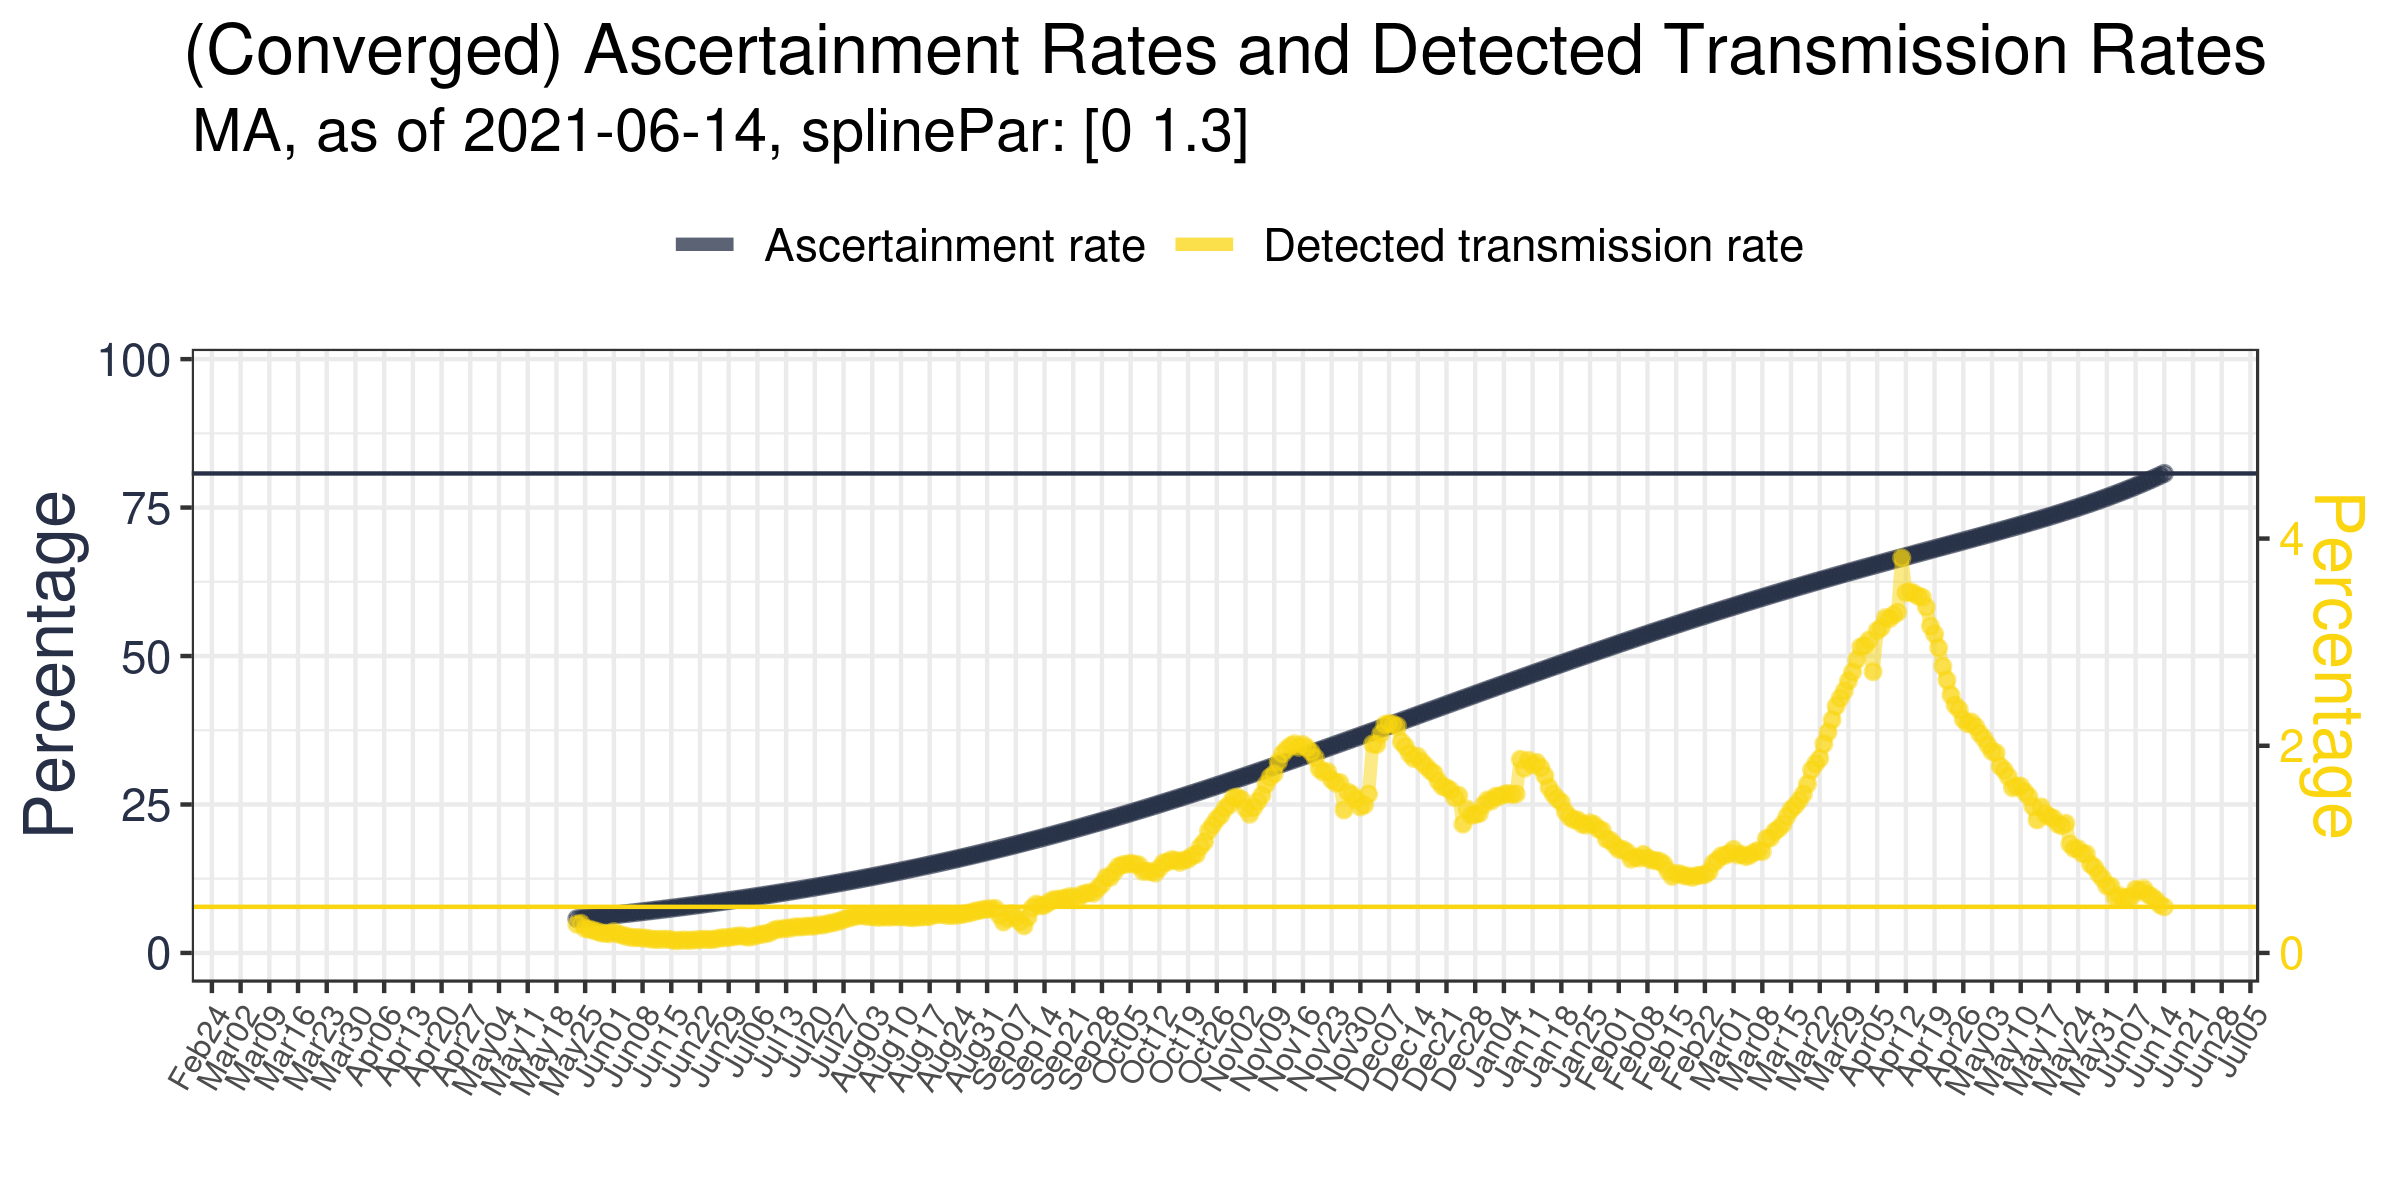 (Converged) Ascertainment Rates and Detected Transmission Rates
MA, as of 2021-06-14, splinePar: [0 1.3]
Ascertainment rate
Detected transmission rate
Percentage
100
75
50
25
0
4
2
0
Percentage
Feb24
Mar02
Mar09
Mar16
Mar23
Mar30
Apr06
Apr13
Apr20
Apr27
May04
May11
May18
May25
Jun01
Jun08
Jun15
Jun22
Jun29
Jul06
Jul13
Jul20
Jul27
Aug03
Aug10
Aug17
Aug24
Aug31
Sep07
Sep14
Sep21
Sep28
Oct05
Oct12
Oct19
Oct26
Nov02
Nov09
Nov16
Nov23
Nov30
Dec07
Dec14
Dec21
Dec28
Jan04
Jan11
Jan18
Jan25
Feb01
Feb08
Feb15
Feb22
Mar01
Mar08
Mar15
Mar22
Mar29
Apr05
Apr12
Apr19
Apr26
May03
May10
May17
May24
May31
Jun07
Jun14
Jun21
Jun28
Jul05